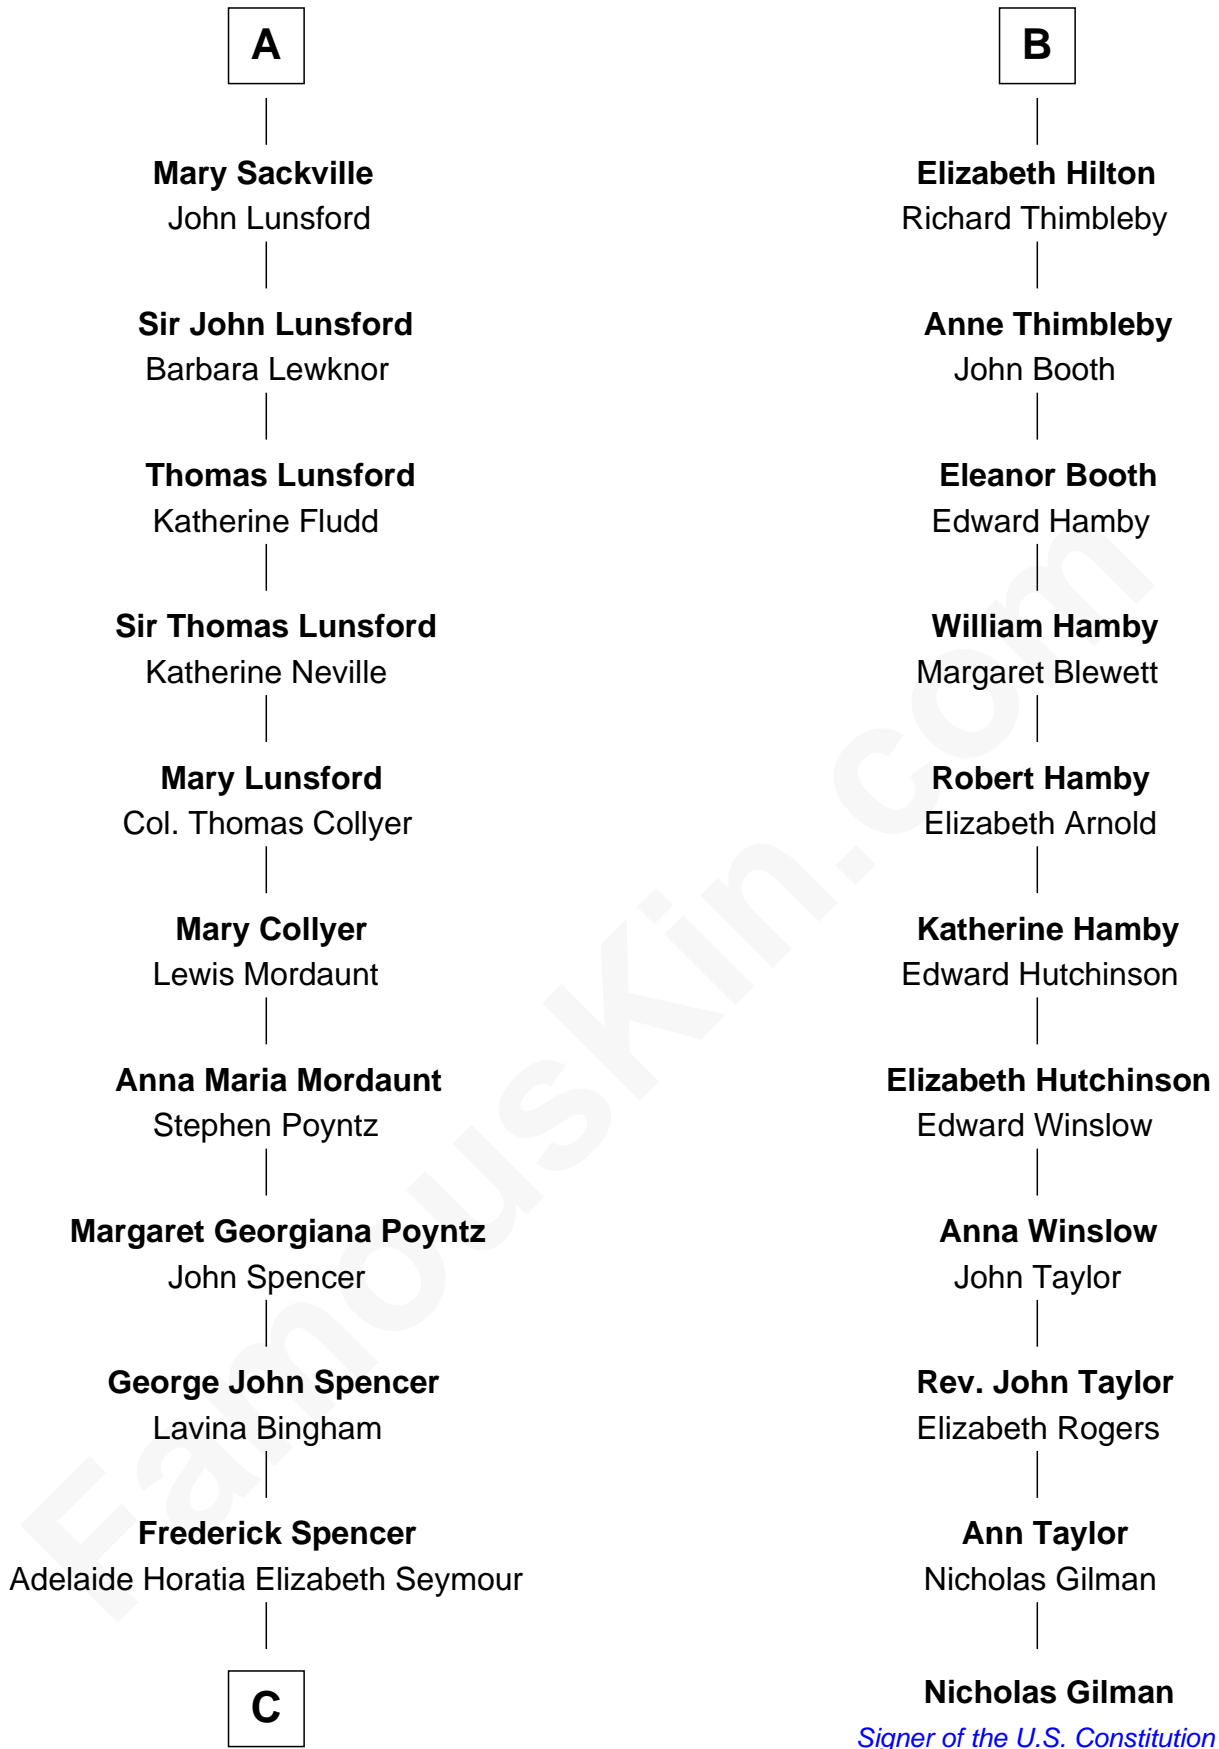 A
Mary Sackville
John Lunsford
Sir John Lunsford
Barbara Lewknor
Thomas Lunsford
Katherine Fludd
Sir Thomas Lunsford
Katherine Neville
Mary Lunsford
Col. Thomas Collyer
Mary Collyer
Lewis Mordaunt
Anna Maria Mordaunt
Stephen Poyntz
Margaret Georgiana Poyntz
John Spencer
George John Spencer
Lavina Bingham
Frederick Spencer
Adelaide Horatia Elizabeth Seymour
C
B
Elizabeth Hilton
Richard Thimbleby
Anne Thimbleby
John Booth
Eleanor Booth
Edward Hamby
William Hamby
Margaret Blewett
Robert Hamby
Elizabeth Arnold
Katherine Hamby
Edward Hutchinson
Elizabeth Hutchinson
Edward Winslow
Anna Winslow
John Taylor
Rev. John Taylor
Elizabeth Rogers
Ann Taylor
Nicholas Gilman
Nicholas Gilman
Signer of the U.S. Constitution
FamousKin.com